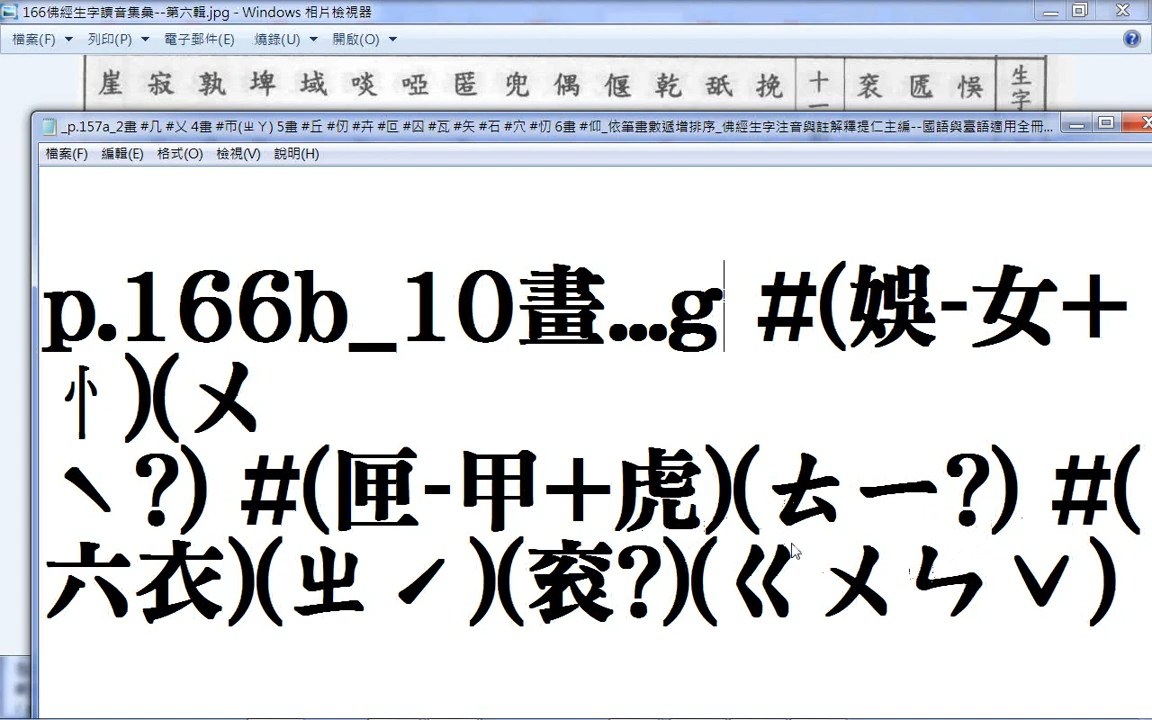 166佛經生字讀音集彙--第六輯.jpg - Windows 相片檢視器
檔案(F) 列印(P) 電子郵件(E) 燒錄(U) 開啟(O)
崖 寂 孰 埤 域 啖 啞 匿 兜 偶 偃 乾 舐 挽 十一 袞 悞 生字
_p.157a_2畫 #几 #乂 4畫 #帀(ㄓㄚ) 5畫 #丘 #仞 #卉 #叵 #囚 #瓦 #矢 #石 #穴 #忉 6畫 #仰_依筆畫數遞增排序_佛經生字注音與註解釋提仁主編--國語與臺語適用全冊...
檔案(F) 編輯(E) 格式(O) 檢視(V) 說明(H)
p.166b_10畫...g #(娛-女+
忄)(ㄨ
ヽ?) #(匣-甲+虎)(ㄊㄧ?) #(
六衣)(ㄓˊ)(袞?)(ㄍㄨㄣˇ)